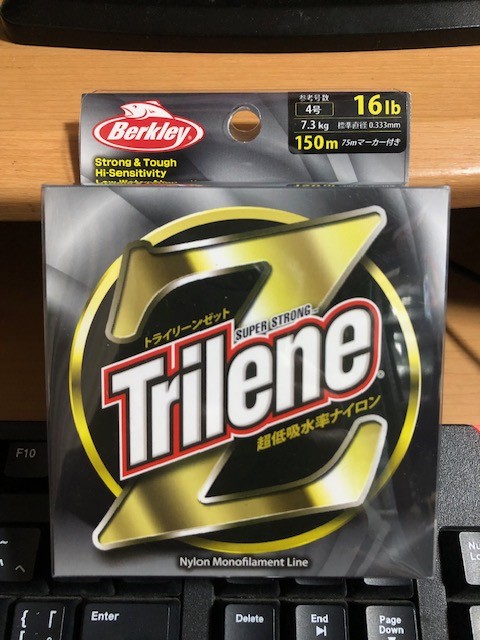 Berkley
Strong & Tough
Hi-Sensitivity
参考号数
4号
16lb
7.3kg
標準直径 0.333mm
150m
75mマーカー付き
トライリーンゼット
SUPER STRONG
Trilene
超低吸水率ナイロン
Nylon Monofilament Line
F10
Enter
Delete
End
Page
Down